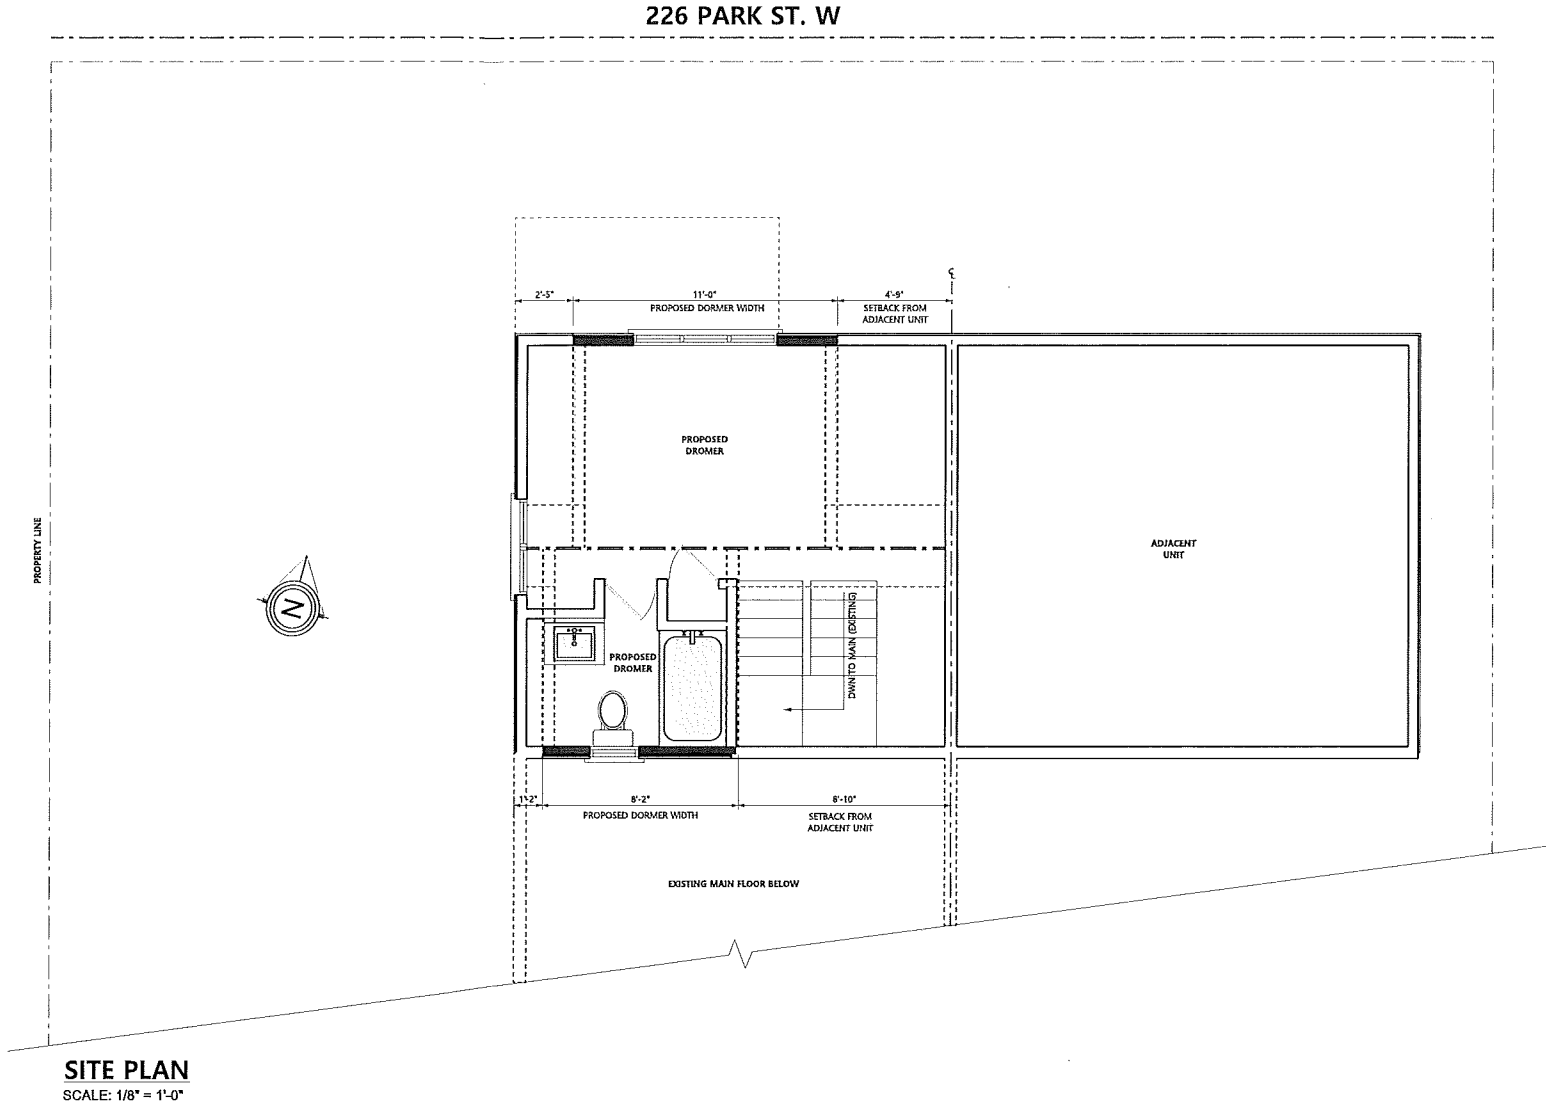 226 PARK ST. W
℄
2'-5"
11'-0"
4'-9"
PROPOSED DORMER WIDTH
SETBACK FROM
ADJACENT UNIT
PROPOSED
DROMER
ADJACENT
UNIT
PROPERTY LINE
N
DWN TO MAIN (EXISTING)
PROPOSED
DROMER
1'-2"
8'-2"
8'-10"
PROPOSED DORMER WIDTH
SETBACK FROM
ADJACENT UNIT
EXISTING MAIN FLOOR BELOW
SITE PLAN
SCALE: 1/8" = 1'-0"